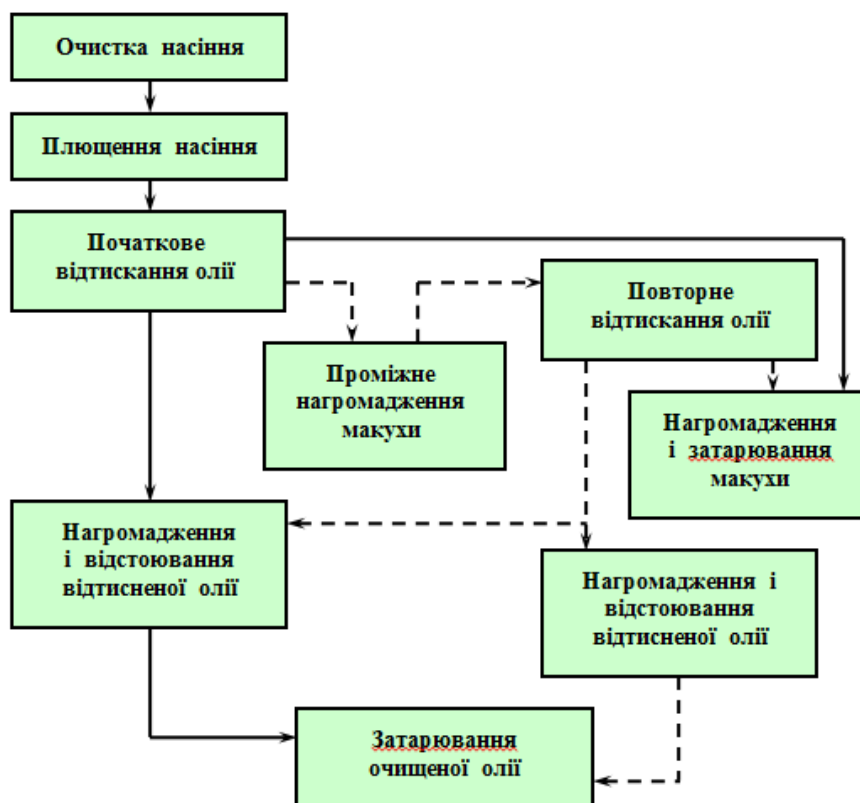 Очистка насіння
Плющення насіння
Початкове
відтискання олії
Повторне
відтискання олії
Проміжне
нагромадження
макухи
Нагромадження
і затарювання
макухи
Нагромадження
і відстоювання
відтисненої олії
Нагромадження і
відстоювання
відтисненої олії
Затарювання
очищеної олії